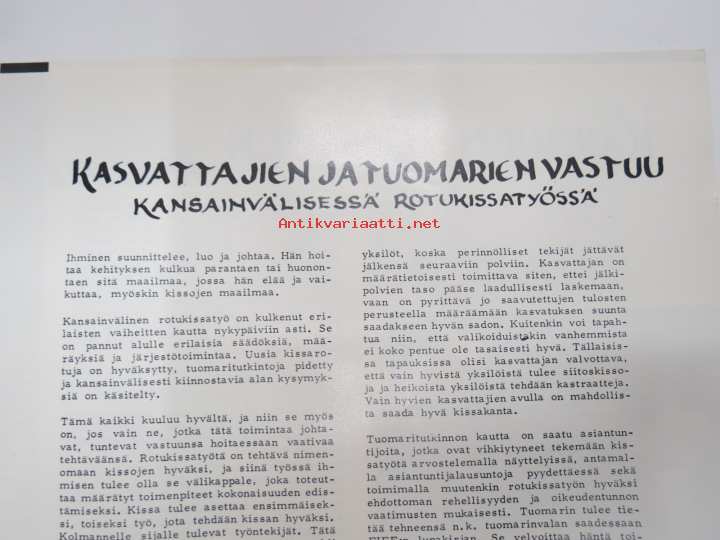 KASVATTAJIEN JA TUOMARIEN VASTUU
KANSAINVÄLISESSÄ ROTUKISSATYÖSSÄ
Antikvariaatti.net
Ihminen suunnittelee, luo ja johtaa. Hän hoi-
taa kehityksen kulkua parantaen tai huonon-
taen sitä maailmaa, jossa hän elää ja vai-
kuttaa, myöskin kissojen maailmaa.
Kansainvälinen rotukissatyö on kulkenut eri-
laisten vaiheitten kautta nykypäiviin asti. Se
on pannut alulle erilaisia säädöksiä, mää-
räyksiä ja järjestötoimintaa. Uusia kissaro-
tuja on hyväksytty, tuomaritutkintoja pidetty
ja kansainvälisesti kiinnostavia alan kysymyk-
siä on käsitelty.
Tämä kaikki kuuluu hyvältä, ja niin se myös
on, jos vain ne, jotka tätä toimintaa johta-
vat, tuntevat vastuunsa hoitaessaan vaativaa
tehtäväänsä. Rotukissatyötä on tehtävä nimen-
omaan kissojen hyväksi, ja siinä työssä ih-
misen tulee olla se välikappale, joka toteut-
taa määrätyt toimenpiteet kokonaisuuden edis-
tämiseksi. Kissa tulee asettaa ensimmäisek-
si, toiseksi työ, jota tehdään kissan hyväksi.
Kolmannelle sijalle tulevat työntekijät. Tätä
yksilöt, koska perinnölliset tekijät jättävät
jälkensä seuraaviin polviin. Kasvattajan on
määrätietoisesti toimittava siten, ettei jälki-
polvien taso pääse laadullisesti laskemaan,
vaan on pyrittävä jo saavutettujen tulosten
perusteella määräämään kasvatuksen suunta
saadakseen hyvän sadon. Kuitenkin voi tapah-
tua niin, että valikoiduistakin vanhemmista
ei koko pentue ole tasaisesti hyvä. Tällaisis-
sa tapauksissa olisi kasvattajan valvottava,
että vain hyvistä yksilöistä tulee siitoskisso-
ja ja heikoista yksilöistä tehdään kastraatteja.
Vain hyvien kasvattajien avulla on mahdollis-
ta saada hyvä kissakanta.
Tuomaritutkinnon kautta on saatu asiantun-
tijoita, jotka ovat vihkiytyneet tekemään kis-
satyötä arvostelemalla näyttelyissä, antamal-
la asiantuntijalausuntoja pyydettäessä sekä
toimimalla muutenkin rotukissatyön hyväksi
ehdottoman rehellisyyden ja oikeudentunnon
vaatimusten mukaisesti. Tuomarin tulee tie-
tää tehneensä n.k. tuomarinvalan saadessaan
FIFE:n lupakirjan. Se velvoittaa häntä toi-